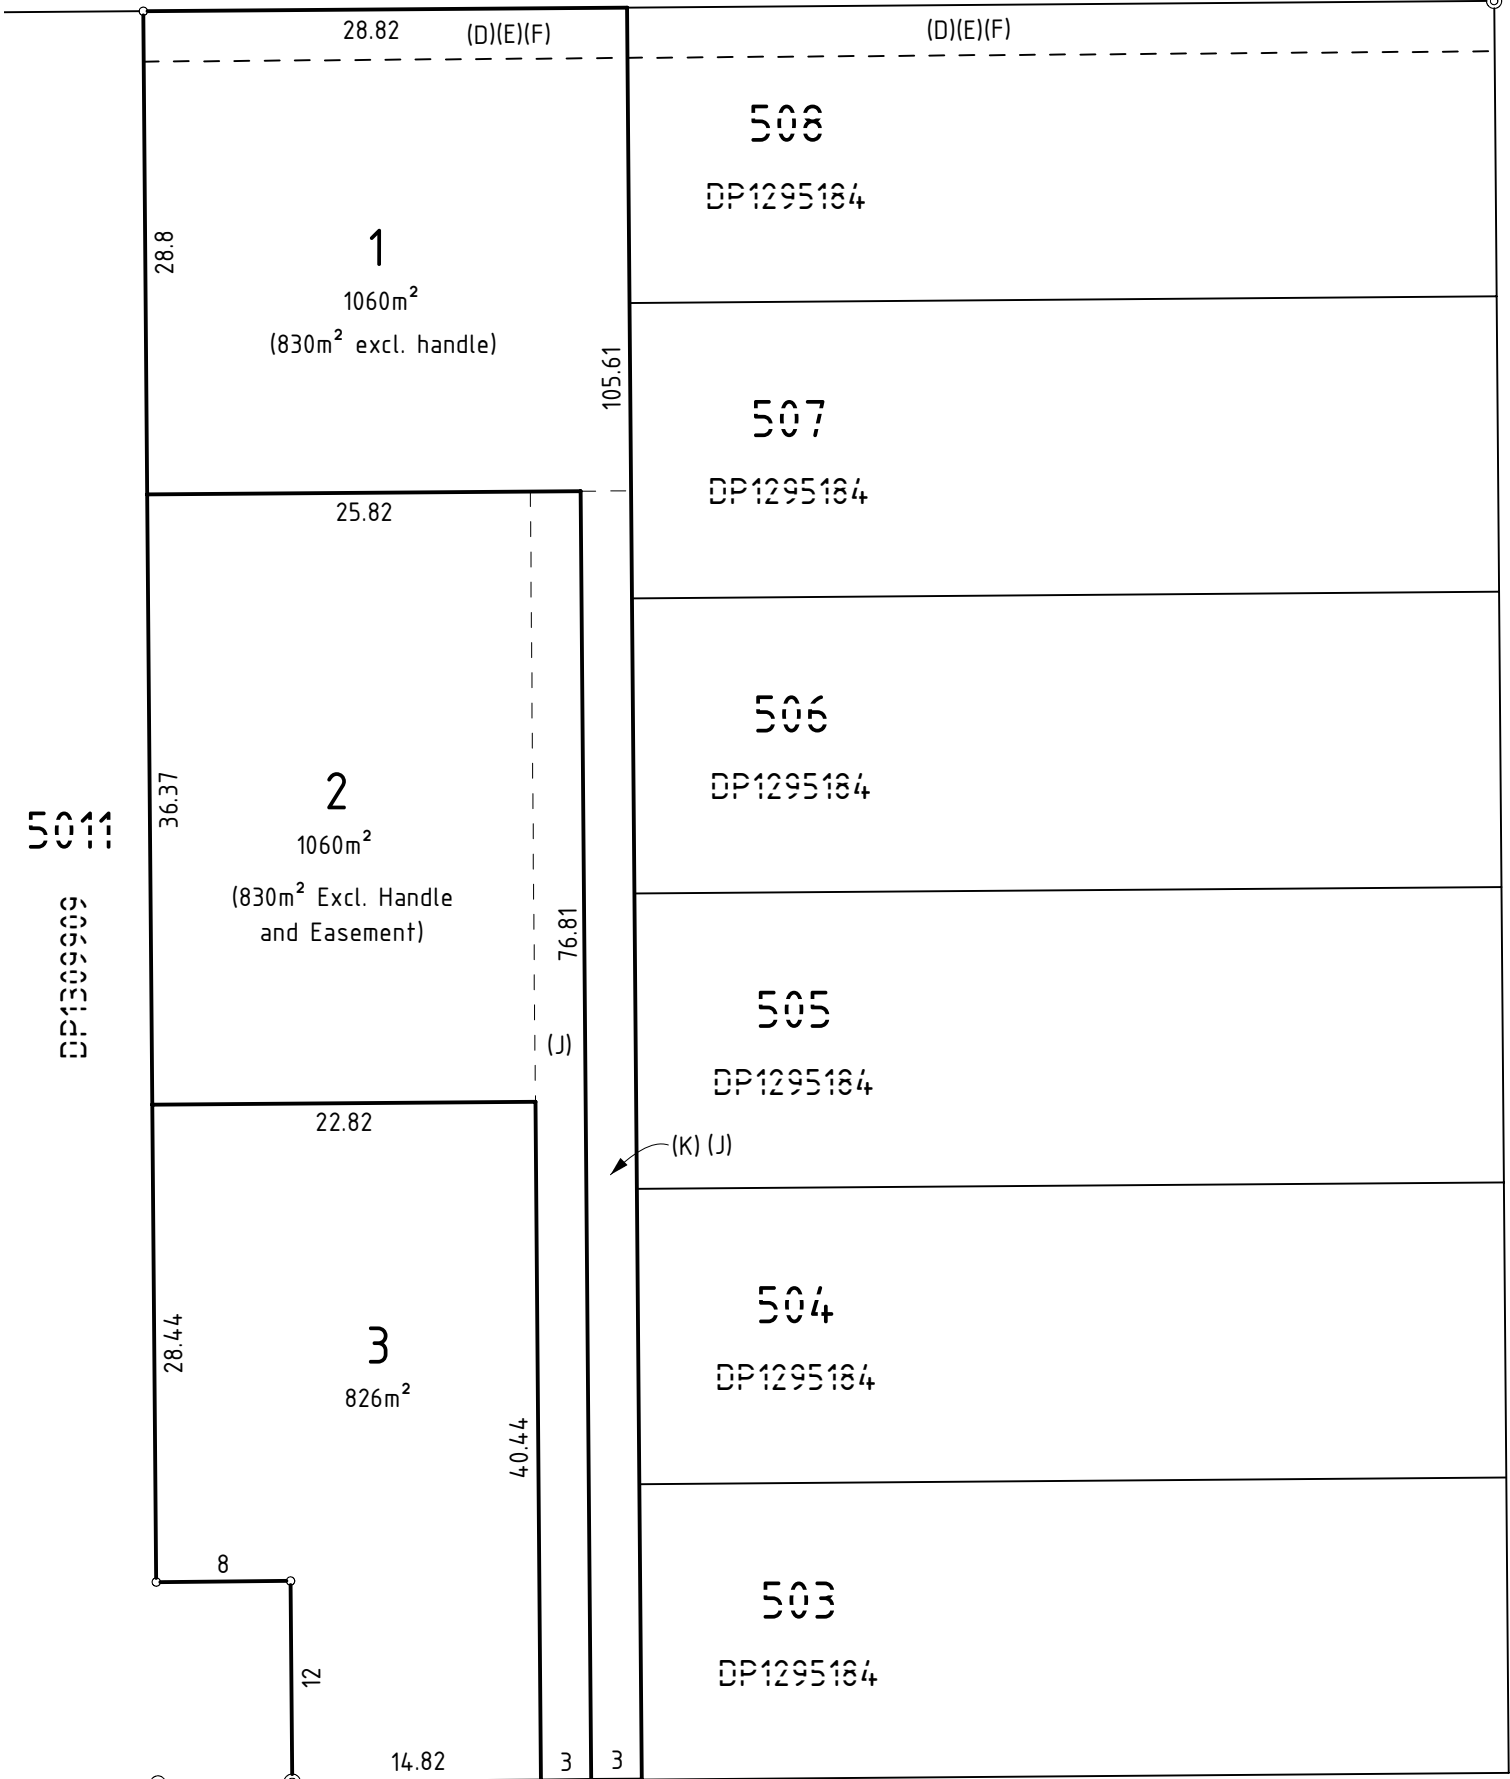 28.82 (D)(E)(F)
(D)(E)(F)
508
DP1295184
28.8
1
1060m²
(830m² excl. handle)
105.61
507
DP1295184
25.82
506
DP1295184
36.37
2
1060m²
(830m² Excl. Handle
and Easement)
5011
DP1309909
76.81
(J)
505
DP1295184
22.82
(K) (J)
504
DP1295184
28.44
3
826m²
40.44
8
503
DP1295184
12
14.82
3
3